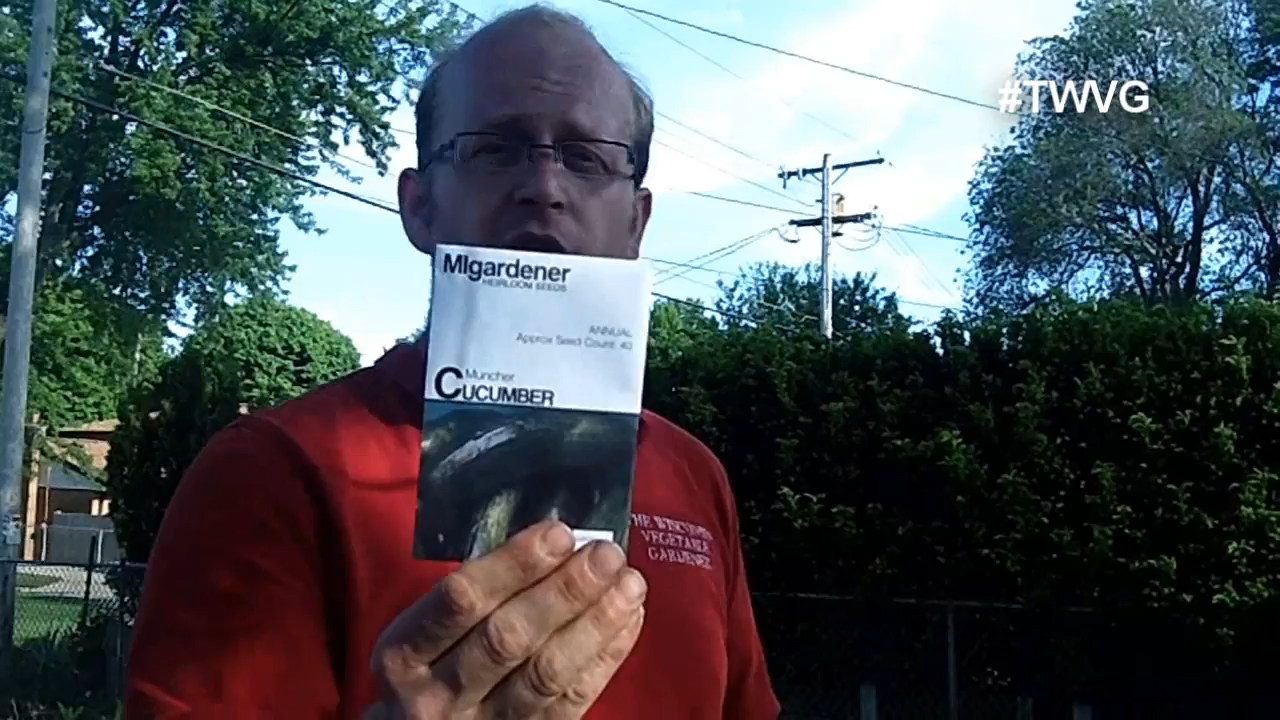 #TWVG
MIgardener
HEIRLOOM SEEDS
ANNUAL
Approx Seed Count: 40
Muncher
CUCUMBER
THE WISCONSIN
VEGETABLE
GARDENER